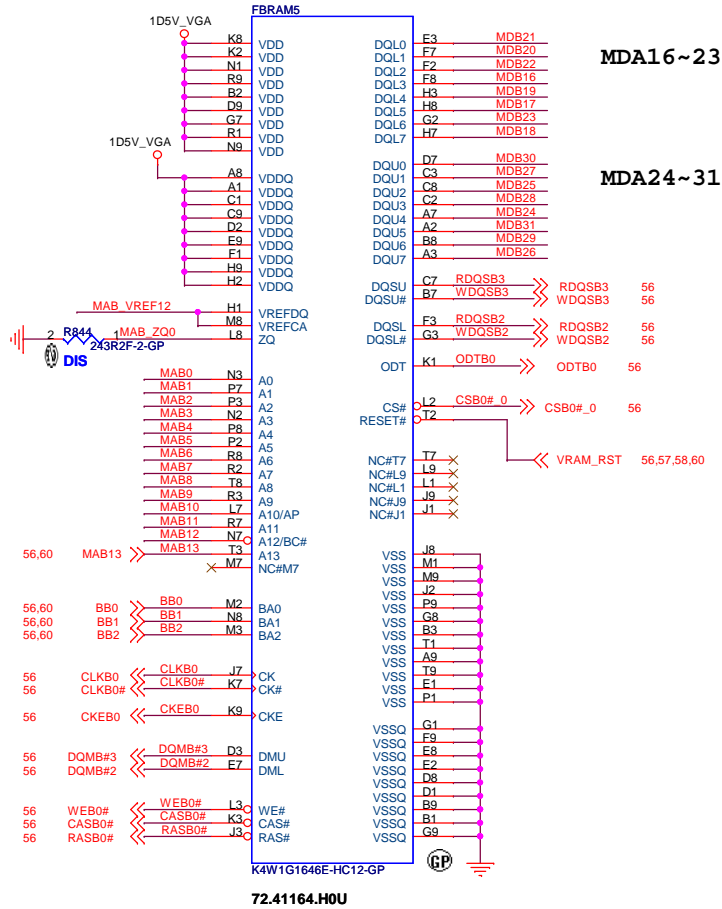 FBRAM5
1D5V_VGA
K8 VDD
K2 VDD
N1 VDD
R9 VDD
B2 VDD
D9 VDD
G7 VDD
R1 VDD
N9 VDD
1D5V_VGA
A8 VDDQ
A1 VDDQ
C1 VDDQ
C9 VDDQ
D2 VDDQ
E9 VDDQ
F1 VDDQ
H9 VDDQ
H2 VDDQ
MAB_VREF12 H1 VREFDQ
M8 VREFCA
2 R844 1 MAB_ZQ0 L8 ZQ
243R2F-2-GP
DIS
MAB0 N3 A0
MAB1 P7 A1
MAB2 P3 A2
MAB3 N2 A3
MAB4 P8 A4
MAB5 P2 A5
MAB6 R8 A6
MAB7 R2 A7
MAB8 T8 A8
MAB9 R3 A9
MAB10 L7 A10/AP
MAB11 R7 A11
MAB12 N7 A12/BC#
56,60 MAB13 MAB13 T3 A13
M7 NC#M7
56,60 BB0 BB0 M2 BA0
56,60 BB1 BB1 N8 BA1
56,60 BB2 BB2 M3 BA2
56 CLKB0 CLKB0 J7 CK
56 CLKB0# CLKB0# K7 CK#
56 CKEB0 CKEB0 K9 CKE
56 DQMB#3 DQMB#3 D3 DMU
56 DQMB#2 DQMB#2 E7 DML
56 WEB0# WEB0# L3 WE#
56 CASB0# CASB0# K3 CAS#
56 RASB0# RASB0# J3 RAS#
DQL0 E3 MDB21
DQL1 F7 MDB20
DQL2 F2 MDB22
DQL3 F8 MDB16
DQL4 H3 MDB19
DQL5 H8 MDB17
DQL6 G2 MDB23
DQL7 H7 MDB18
MDA16~23
DQU0 D7 MDB30
DQU1 C3 MDB27
DQU2 C8 MDB25
DQU3 C2 MDB28
DQU4 A7 MDB24
DQU5 A2 MDB31
DQU6 B8 MDB29
DQU7 A3 MDB26
MDA24~31
DQSU C7 RDQSB3 RDQSB3 56
DQSU# B7 WDQSB3 WDQSB3 56
DQSL F3 RDQSB2 RDQSB2 56
DQSL# G3 WDQSB2 WDQSB2 56
ODT K1 ODTB0 ODTB0 56
CS# L2 CSB0#_0 CSB0#_0 56
RESET# T2 VRAM_RST 56,57,58,60
NC#T7 T7
NC#L9 L9
NC#L1 L1
NC#J9 J9
NC#J1 J1
VSS J8
VSS M1
VSS M9
VSS J2
VSS P9
VSS G8
VSS B3
VSS T1
VSS A9
VSS T9
VSS E1
VSS P1
VSSQ G1
VSSQ F9
VSSQ E8
VSSQ E2
VSSQ D8
VSSQ D1
VSSQ B9
VSSQ B1
VSSQ G9
K4W1G1646E-HC12-GP
GP
72.41164.H0U